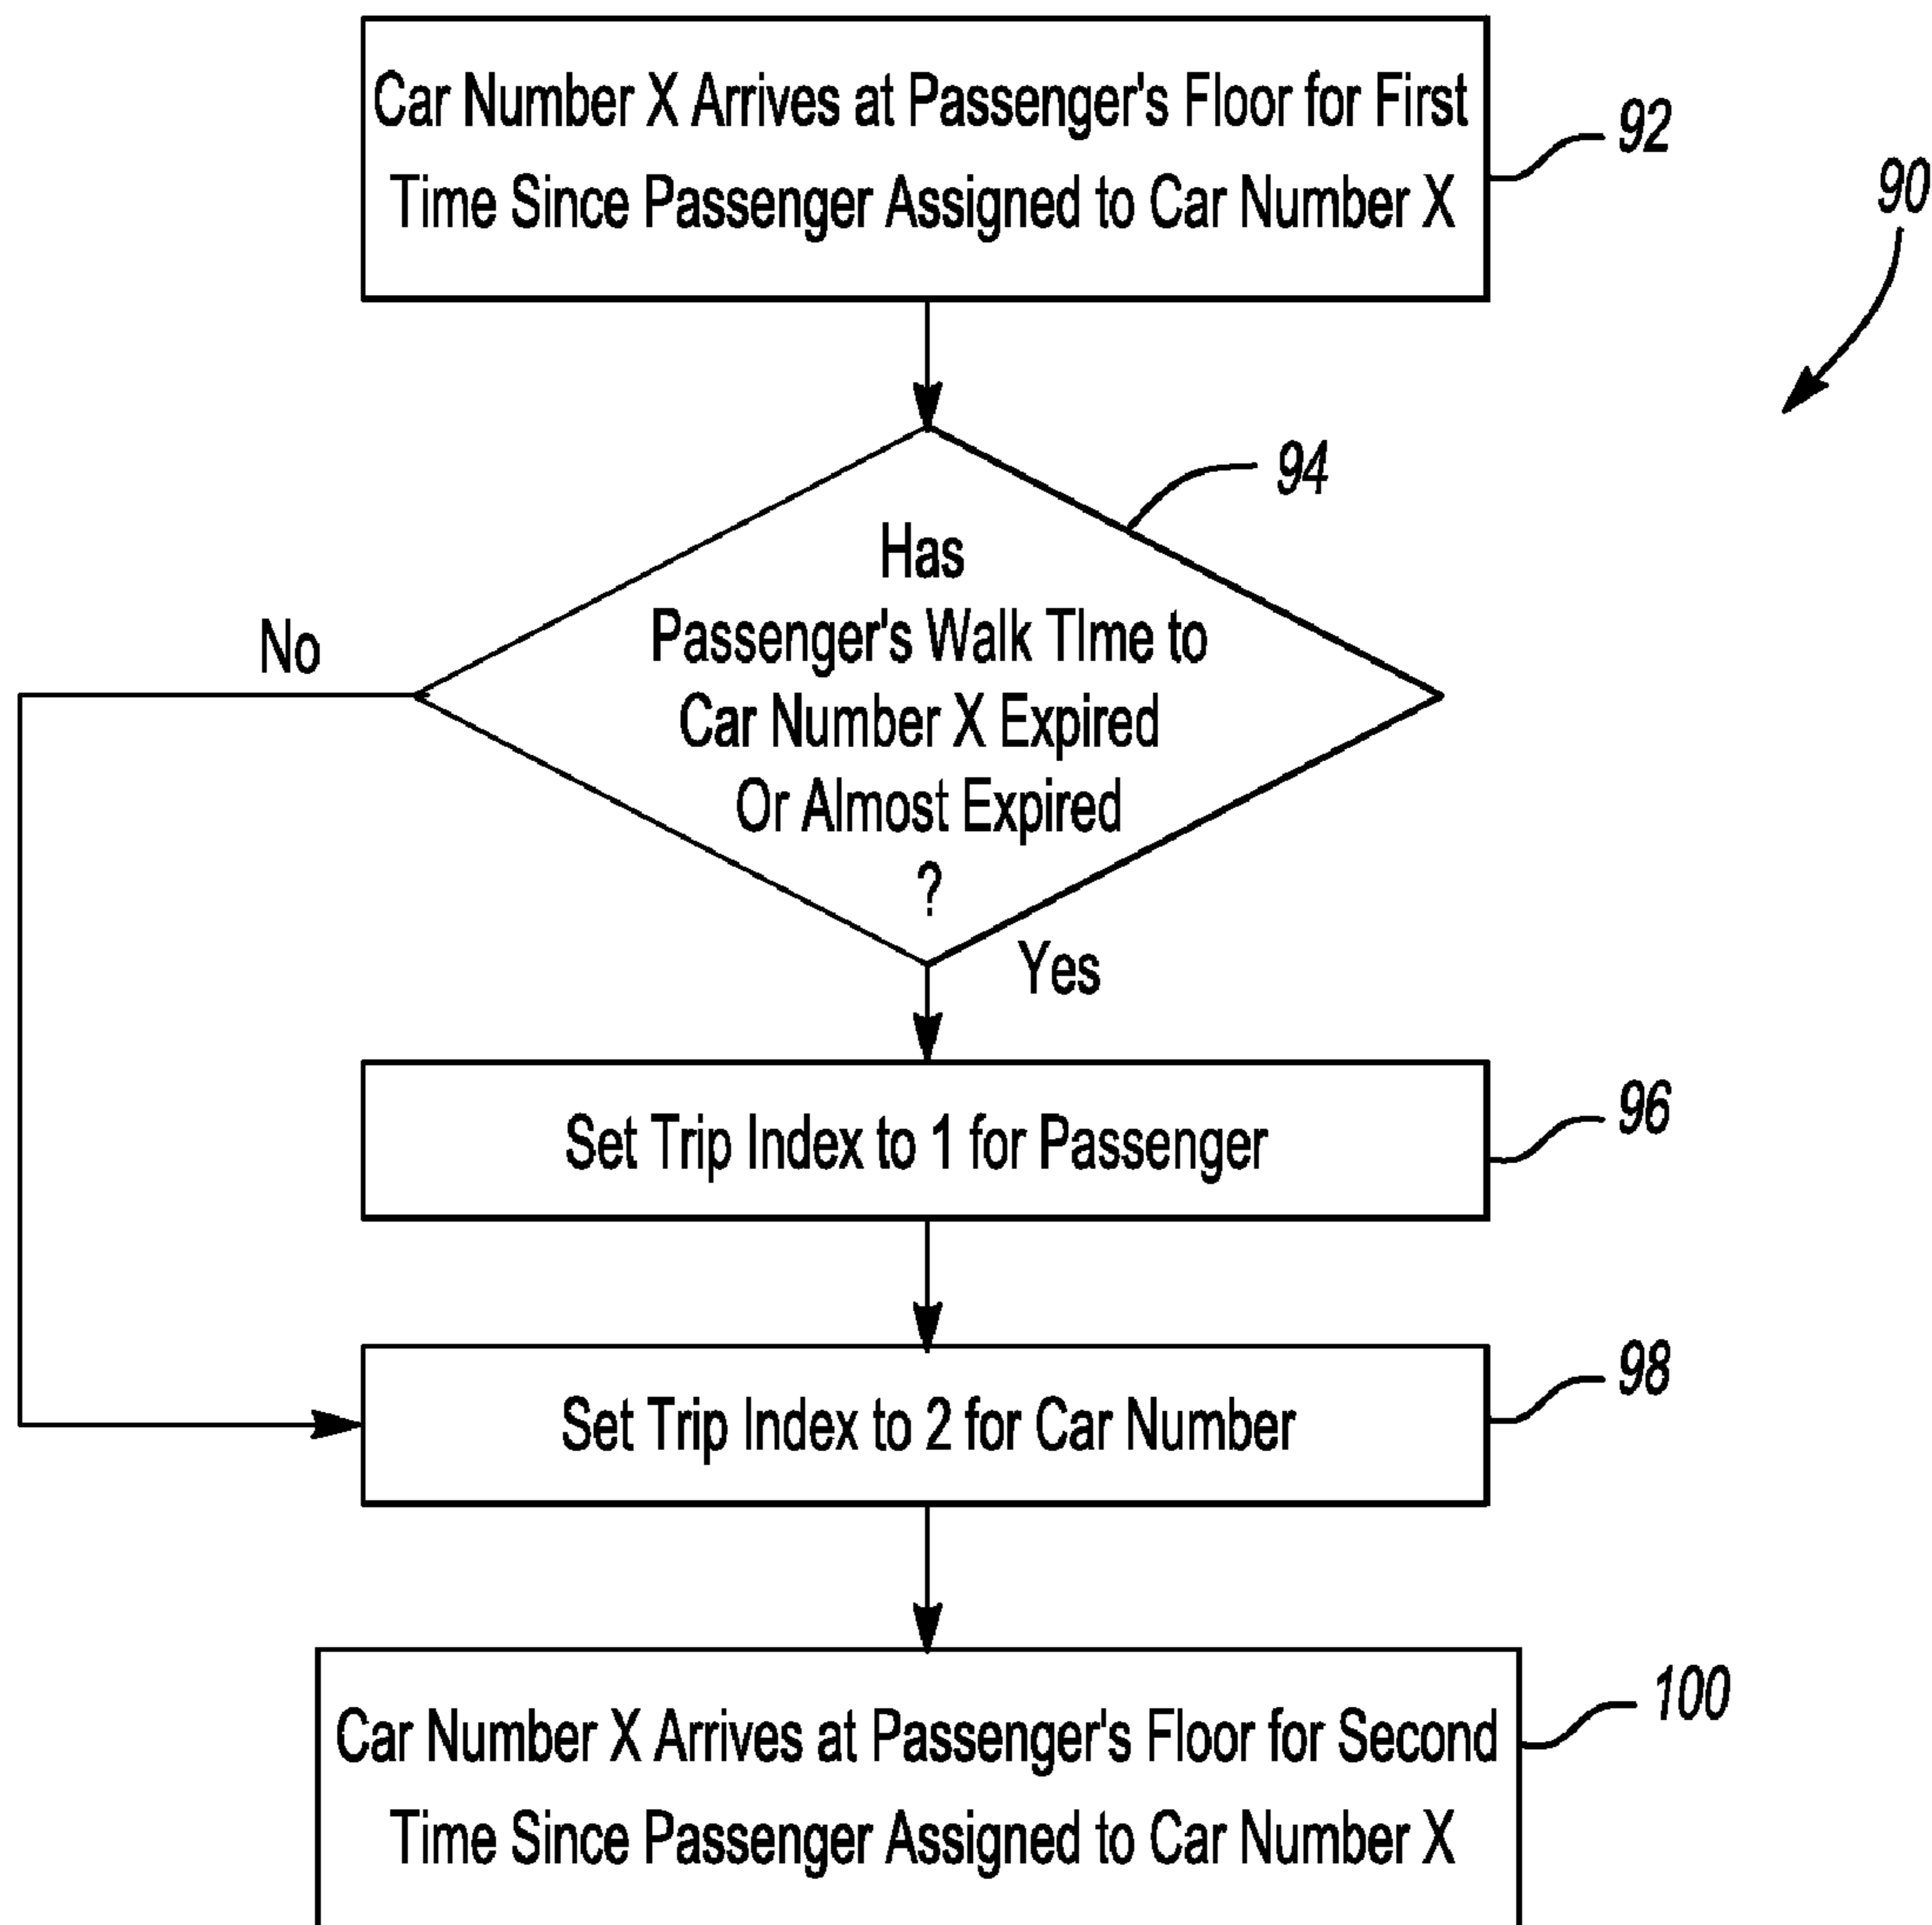 Car Number X Arrives at Passenger's Floor for First
Time Since Passenger Assigned to Car Number X
92
90
94
Has
Passenger's Walk TIme to
Car Number X Expired
Or Almost Expired
?
No
Yes
Set Trip Index to 1 for Passenger
96
Set Trip Index to 2 for Car Number
98
Car Number X Arrives at Passenger's Floor for Second
Time Since Passenger Assigned to Car Number X
100